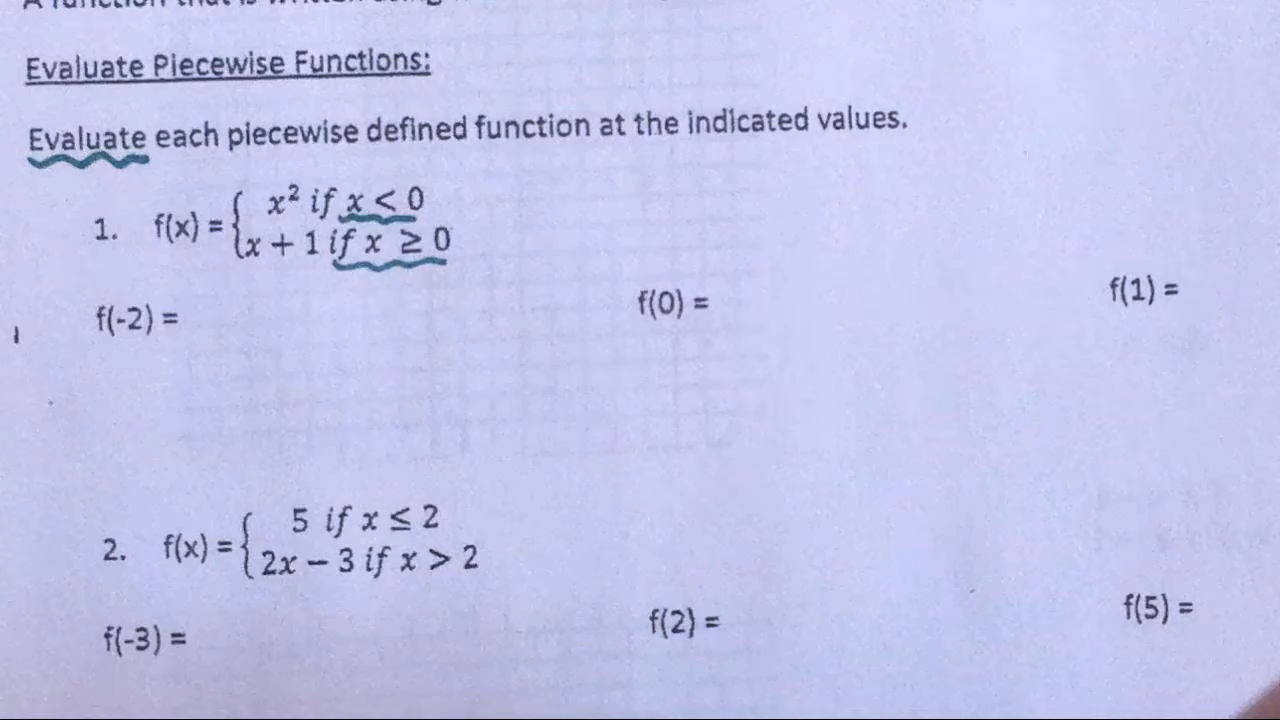 Evaluate Piecewise Functions:
Evaluate each piecewise defined function at the indicated values.
1. f(x) = { x² if x < 0
x + 1 if x ≥ 0
f(-2) = f(0) = f(1) =
2. f(x) = { 5 if x ≤ 2
2x − 3 if x > 2
f(-3) = f(2) = f(5) =